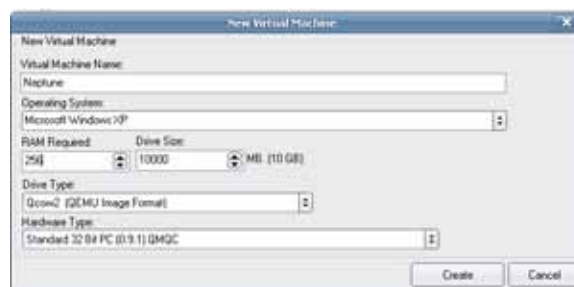 New Virtual Machine
New Virtual Machine
Virtual Machine Name:
Neptune
Operating System:
Microsoft Windows XP
RAM Required: Drive Size:
256 10000 MB. (10 GB)
Drive Type:
Qcow2 (QEMU Image Format)
Hardware Type:
Standard 32 Bit PC (0.9.1) QMQC
Create Cancel